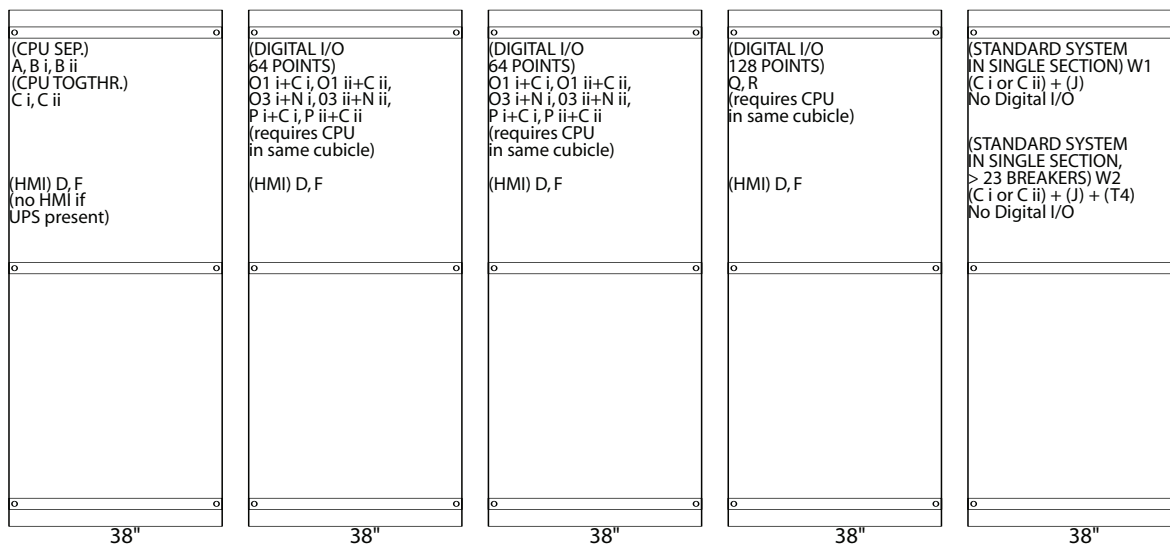 (CPU SEP.)
A, B i, B ii
(CPU TOGTHR.)
C i, C ii
(HMI) D, F
(no HMI if
UPS present)
38"
(DIGITAL I/O
64 POINTS)
O1 i+C i, O1 ii+C ii,
O3 i+N i, 03 ii+N ii,
P i+C i, P ii+C ii
(requires CPU
in same cubicle)
(HMI) D, F
38"
(DIGITAL I/O
64 POINTS)
O1 i+C i, O1 ii+C ii,
O3 i+N i, 03 ii+N ii,
P i+C i, P ii+C ii
(requires CPU
in same cubicle)
(HMI) D, F
38"
(DIGITAL I/O
128 POINTS)
Q, R
(requires CPU
in same cubicle)
(HMI) D, F
38"
(STANDARD SYSTEM
IN SINGLE SECTION) W1
(C i or C ii) + (J)
No Digital I/O
(STANDARD SYSTEM
IN SINGLE SECTION,
> 23 BREAKERS) W2
(C i or C ii) + (J) + (T4)
No Digital I/O
38"